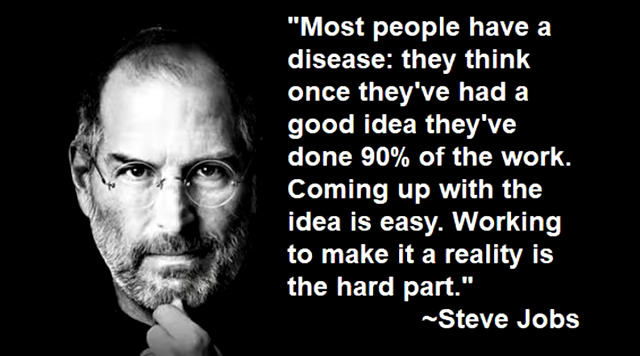 "Most people have a
disease: they think
once they've had a
good idea they've
done 90% of the work.
Coming up with the
idea is easy. Working
to make it a reality is
the hard part."
~Steve Jobs